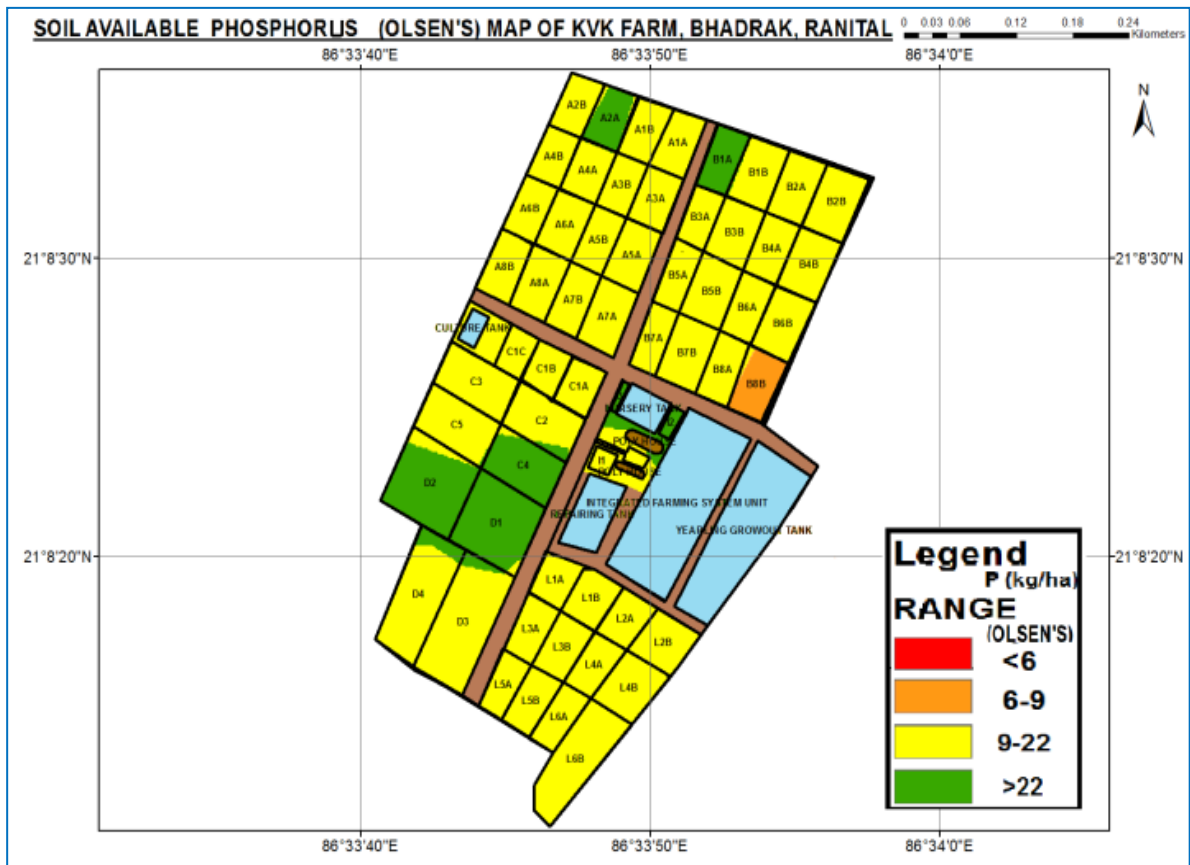 SOIL AVAILABLE PHOSPHORUS (OLSEN'S) MAP OF KVK FARM, BHADRAK, RANITAL
0 0.03 0.06 0.12 0.18 0.24
Kilometers
86°33'40"E 86°33'50"E 86°34'0"E
N
A2B A2A A1B A1A
B1A B1B B2A B2B
A4B A4A A3B A3A
B3A B3B B4A B4B
A6B A6A A5B A5A
21°8'30"N 21°8'30"N
B5A B5B B6A B6B
A8B A8A A7B A7A
B7A B7B B8A B8B
CULTURE TANK C1C C1B C1A
C3 C2
C5 C4
NURSERY TANK I2
POLY HOUSE
I1
POLY HOUSE
D2 D1
INTEGRATED FARMING SYSTEM UNIT
REPAIRING TANK
YEARLING GROWOUT TANK
21°8'20"N 21°8'20"N
D4 D3
L1A L1B L2A L2B
L3A L3B L4A L4B
L5A L5B L6A L6B
Legend
P (kg/ha)
RANGE
(OLSEN'S)
<6
6-9
9-22
>22
86°33'40"E 86°33'50"E 86°34'0"E